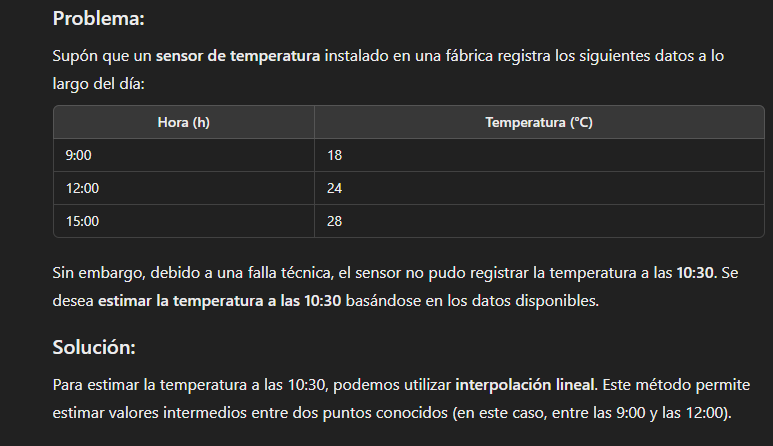 Problema:
Supón que un sensor de temperatura instalado en una fábrica registra los siguientes datos a lo
largo del día:
Hora (h) Temperatura (°C)
9:00 18
12:00 24
15:00 28
Sin embargo, debido a una falla técnica, el sensor no pudo registrar la temperatura a las 10:30. Se
desea estimar la temperatura a las 10:30 basándose en los datos disponibles.
Solución:
Para estimar la temperatura a las 10:30, podemos utilizar interpolación lineal. Este método permite
estimar valores intermedios entre dos puntos conocidos (en este caso, entre las 9:00 y las 12:00).